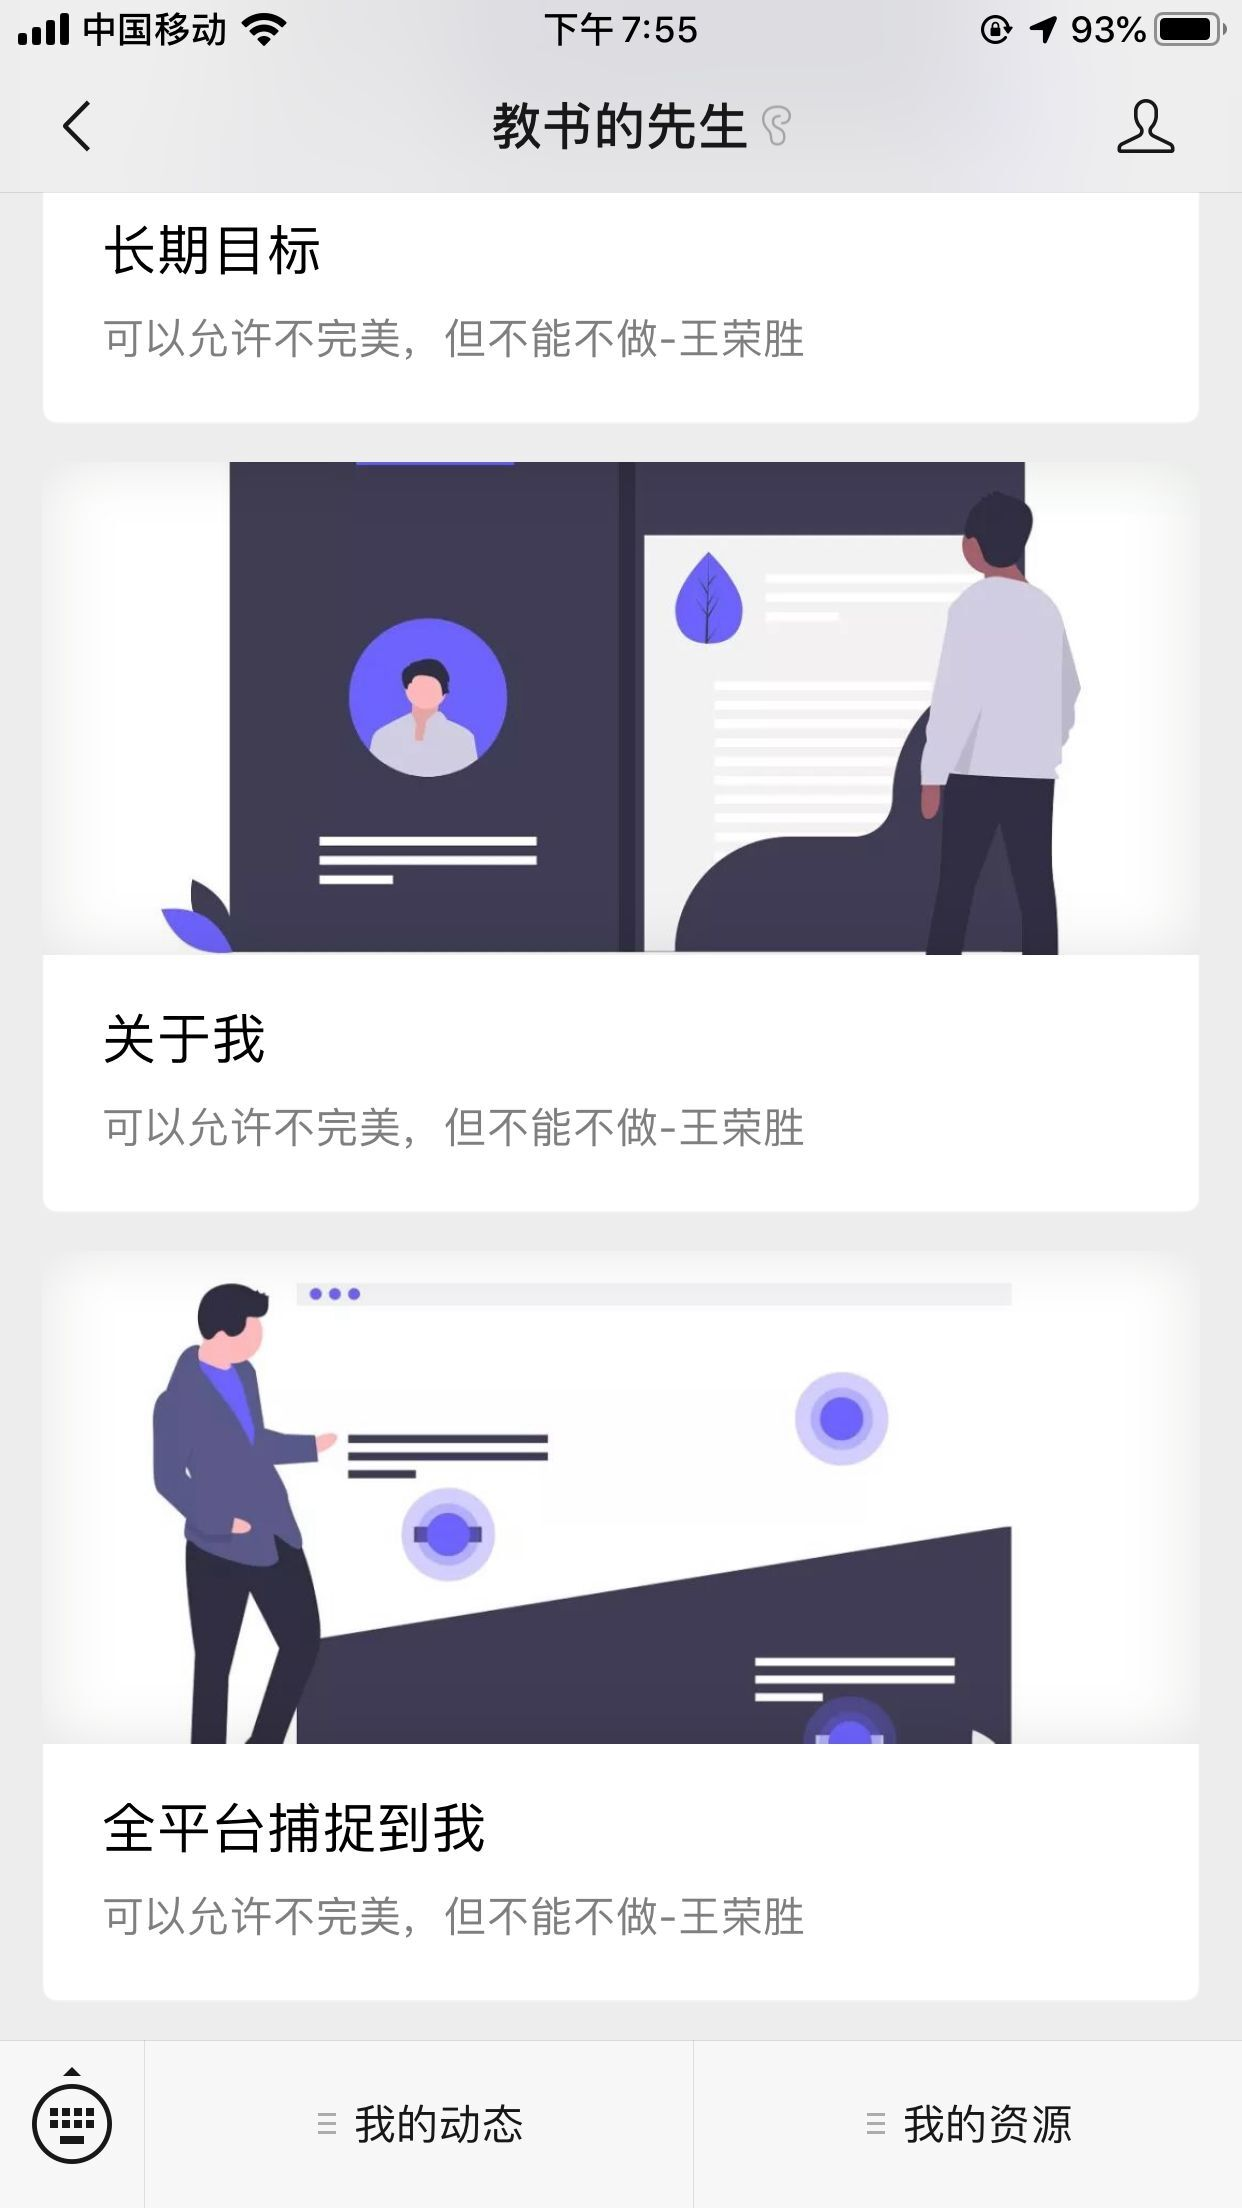 中国移动 下午7:55 93%
教书的先生
长期目标
可以允许不完美，但不能不做-王荣胜
关于我
可以允许不完美，但不能不做-王荣胜
全平台捕捉到我
可以允许不完美，但不能不做-王荣胜
我的动态 我的资源